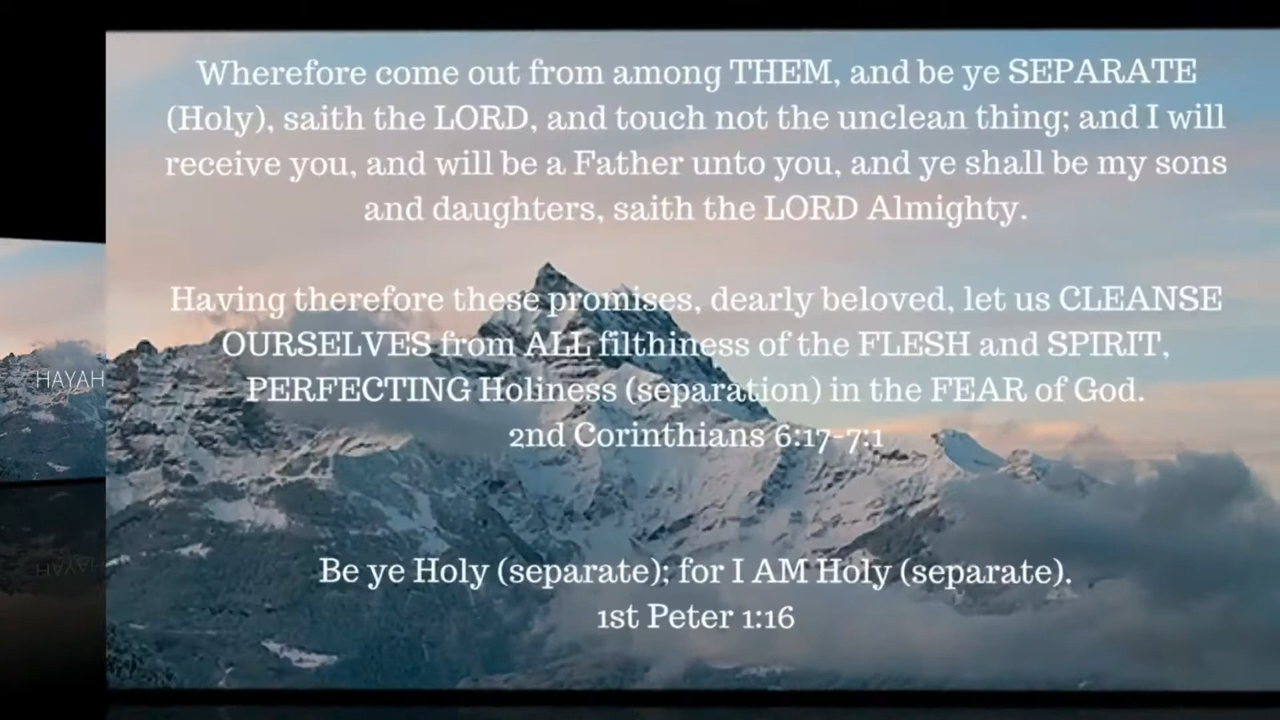 Wherefore come out from among THEM, and be ye SEPARATE
(Holy), saith the LORD, and touch not the unclean thing; and I will
receive you, and will be a Father unto you, and ye shall be my sons
and daughters, saith the LORD Almighty.
Having therefore these promises, dearly beloved, let us CLEANSE
OURSELVES from ALL filthiness of the FLESH and SPIRIT,
PERFECTING Holiness (separation) in the FEAR of God.
2nd Corinthians 6:17-7:1
Be ye Holy (separate); for I AM Holy (separate).
1st Peter 1:16
HAYAH